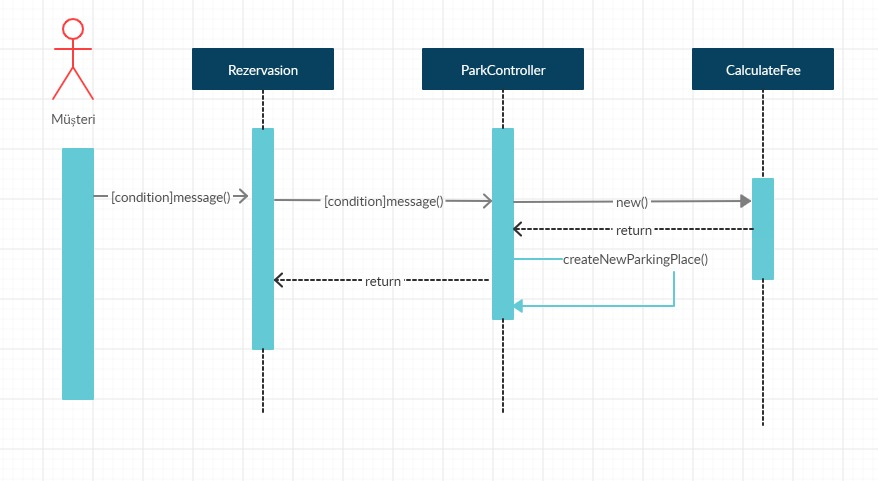 Müşteri
Rezervasion
ParkController
CalculateFee
[condition]message()
[condition]message()
new()
return
createNewParkingPlace()
return